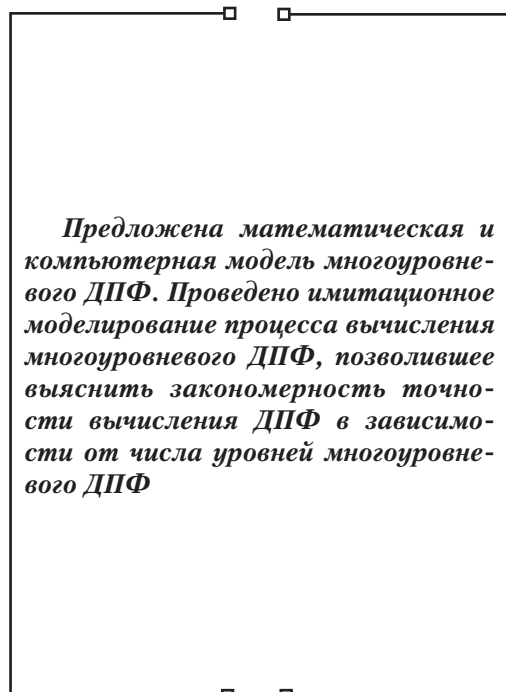 Предложена математическая и
компьютерная модель многоуровне-
вого ДПФ. Проведено имитационное
моделирование процесса вычисления
многоуровневого ДПФ, позволившее
выяснить закономерность точно-
сти вычисления ДПФ в зависимо-
сти от числа уровней многоуровне-
вого ДПФ